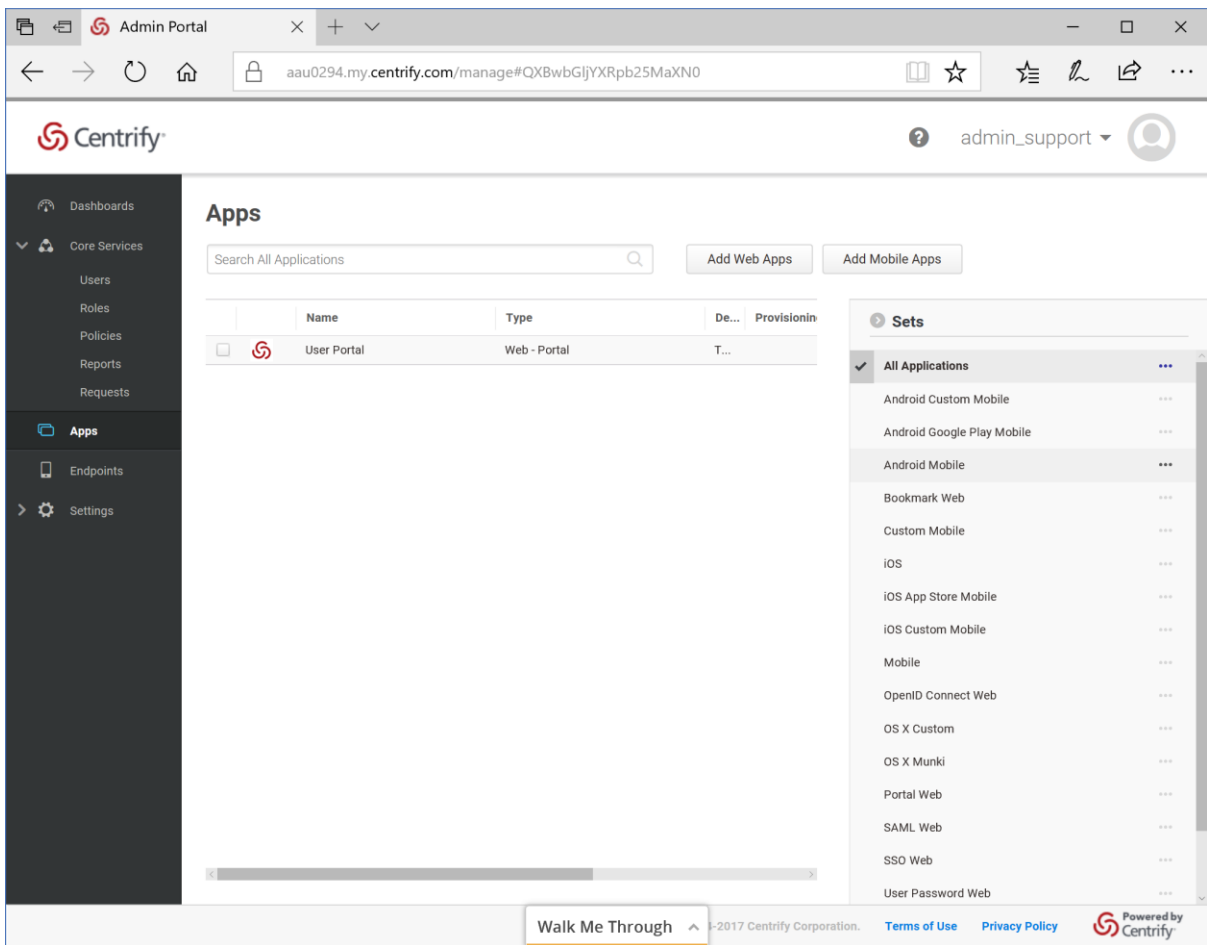 Admin Portal
aau0294.my.centrify.com/manage#QXBwbGljYXRpb25MaXN0
Centrify
admin_support
Dashboards
Core Services
Users
Roles
Policies
Reports
Requests
Apps
Endpoints
Settings
Apps
Search All Applications
Add Web Apps
Add Mobile Apps
Name Type De... Provisionin
User Portal Web - Portal T...
Sets
All Applications
Android Custom Mobile
Android Google Play Mobile
Android Mobile
Bookmark Web
Custom Mobile
iOS
iOS App Store Mobile
iOS Custom Mobile
Mobile
OpenID Connect Web
OS X Custom
OS X Munki
Portal Web
SAML Web
SSO Web
User Password Web
Walk Me Through
-2017 Centrify Corporation.
Terms of Use
Privacy Policy
Powered by
Centrify